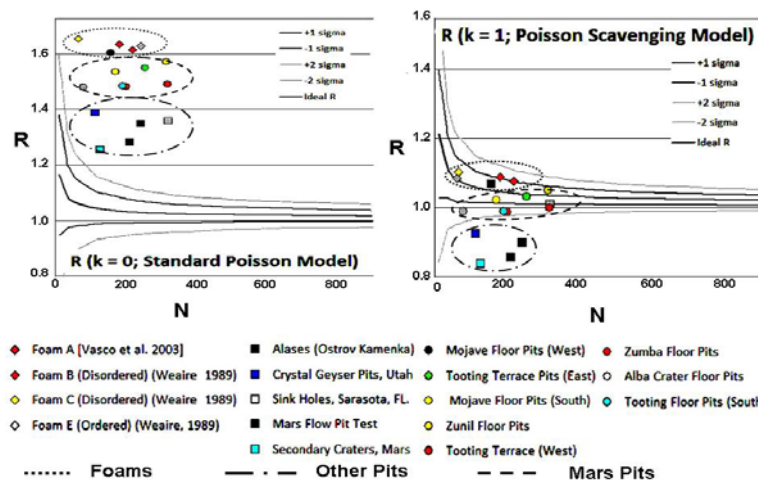 1.6
1.4
R
1.2
1.0
0.8
+1 sigma
-1 sigma
+2 sigma
-2 sigma
Ideal R
R (k = 0; Standard Poisson Model)
0 200 400 600 800
N
1.6
R (k = 1; Poisson Scavenging Model)
+1 sigma
-1 sigma
+2 sigma
-2 sigma
Ideal R
1.4
R
1.2
1.0
0.8
0 200 400 600 800
N
Foam A [Vasco et al. 2003]
Foam B (Disordered) (Weaire 1989)
Foam C (Disordered) (Weaire 1989)
Foam E (Ordered) (Weaire, 1989)
Alases (Ostrov Kamenka)
Crystal Geyser Pits, Utah
Sink Holes, Sarasota, FL.
Mars Flow Pit Test
Secondary Craters, Mars
Mojave Floor Pits (West)
Tooting Terrace Pits (East)
Mojave Floor Pits (South)
Zunil Floor Pits
Tooting Terrace (West)
Zumba Floor Pits
Alba Crater Floor Pits
Tooting Floor Pits (South
Foams
Other Pits
Mars Pits